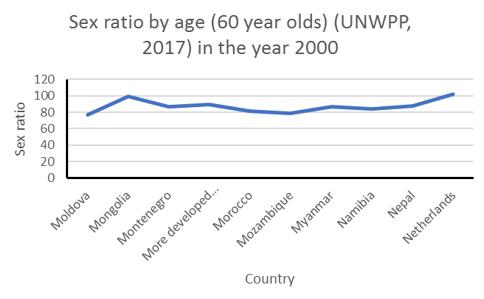 Sex ratio by age (60 year olds) (UNWPP,
2017) in the year 2000
120
100
80
60
40
20
0
Sex ratio
Moldova
Mongolia
Montenegro
More developed...
Morocco
Mozambique
Myanmar
Namibia
Nepal
Netherlands
Country